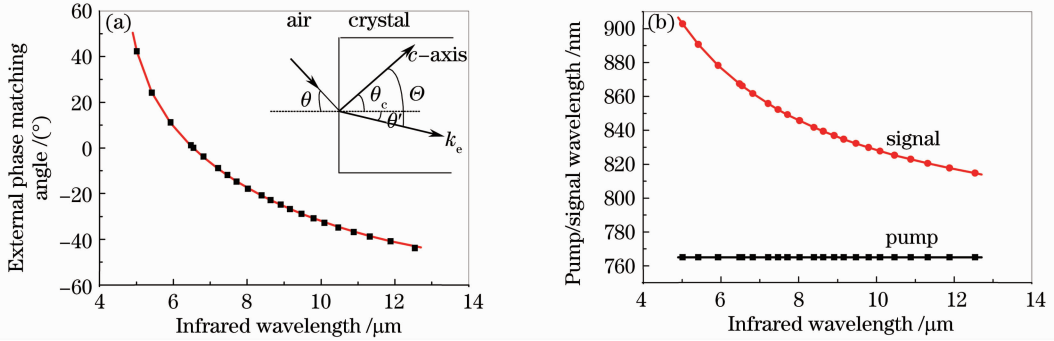 (a)
External phase matching
angle /(°)
60
40
20
0
−20
−40
−60
4
6
8
10
12
14
Infrared wavelength /μm
air
crystal
c−axis
θ
θc
Θ
θ′
ke
(b)
Pump/signal wavelength /nm
900
880
860
840
820
800
780
760
4
6
8
10
12
14
Infrared wavelength /μm
signal
pump